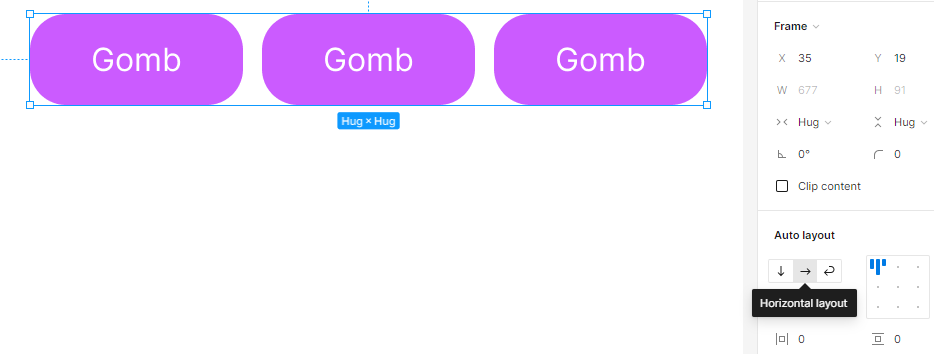 Gomb Gomb Gomb
Hug × Hug
Frame
X 35 Y 19
W 677 H 91
Hug Hug
0° 0
Clip content
Auto layout
Horizontal layout
0 0